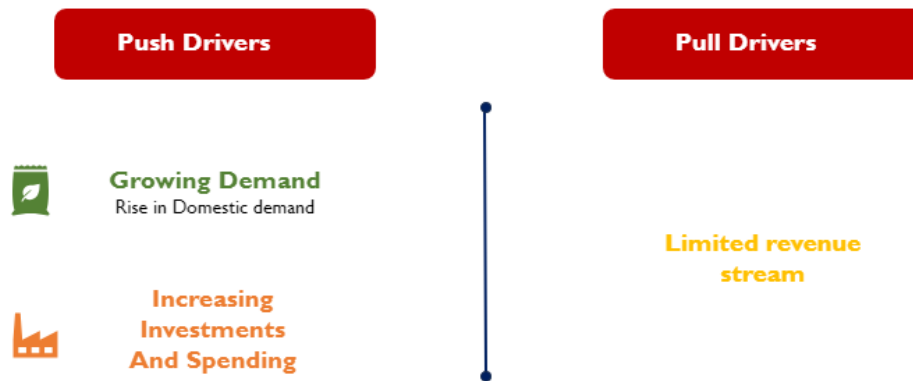 Push Drivers
Pull Drivers
Growing Demand
Rise in Domestic demand
Increasing
Investments
And Spending
Limited revenue
stream